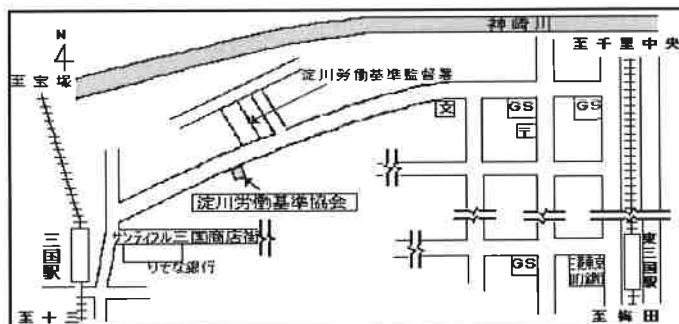 神崎川
N
4
至千里中央
至宝塚
淀川労働基準監督署
文
GS
GS
〒
淀川労働基準協会
三国駅
サンティフル三国商店街
りそな銀行
GS
東三国駅
至十三
至梅田